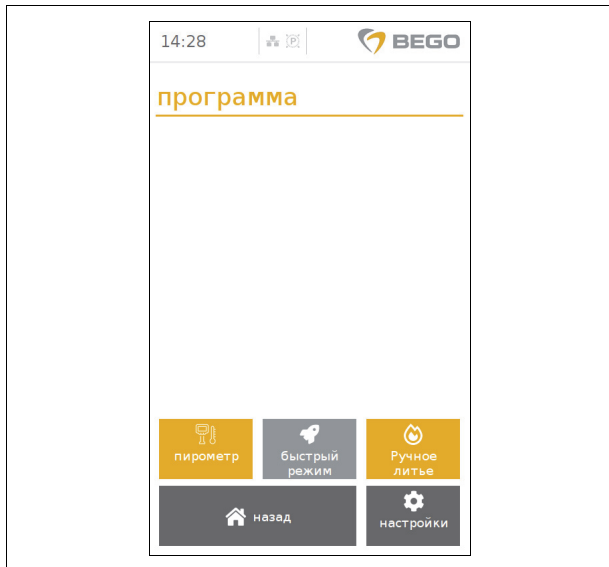 14:28
P
BEGO
программа
пирометр
быстрый
режим
Ручное
литье
назад
настройки